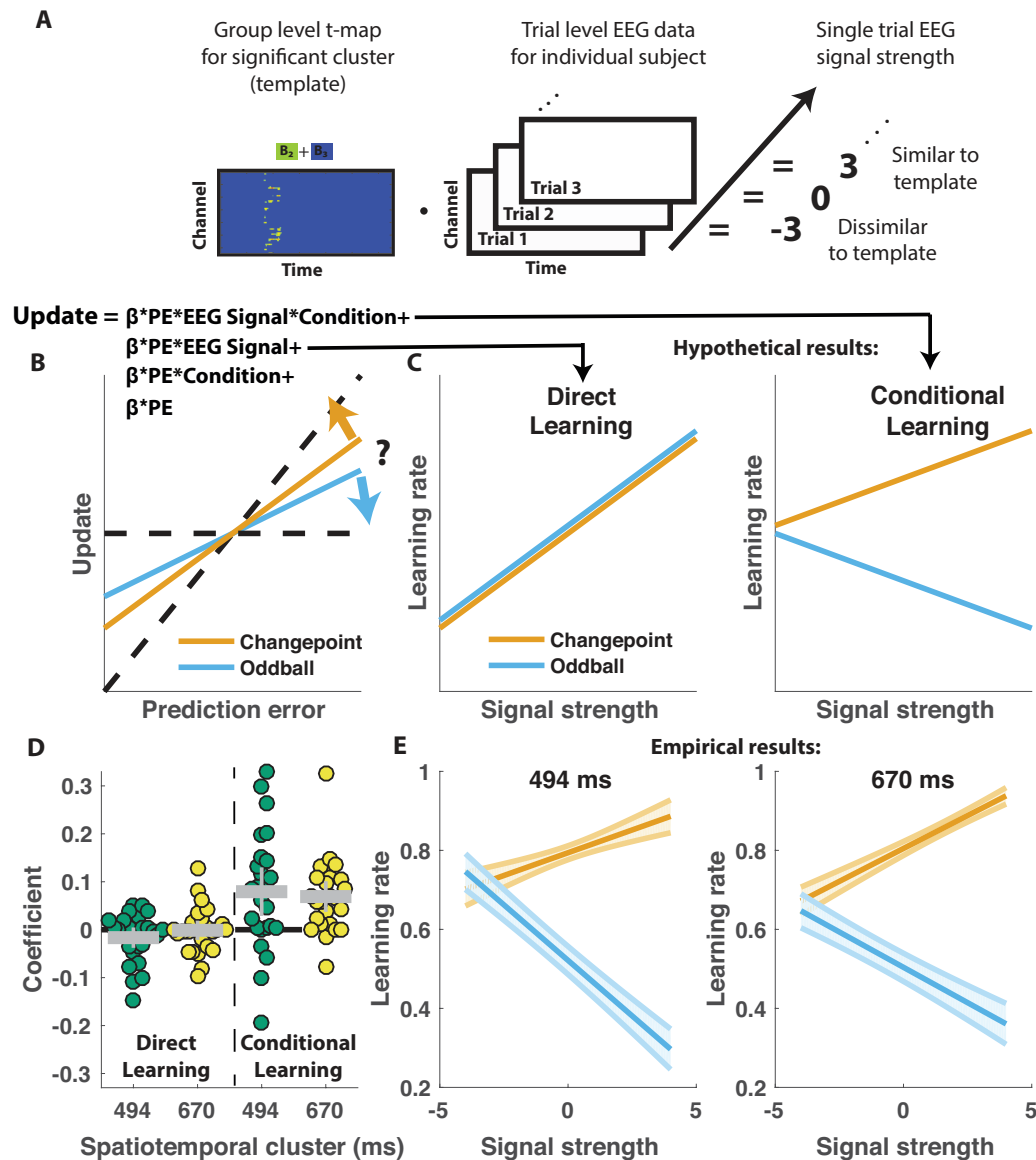 A
Group level t-map
for significant cluster
(template)
Trial level EEG data
for individual subject
Single trial EEG
signal strength
B₂ + B₃
Channel
Time
•
Channel
Trial 3
Trial 2
Trial 1
Time
= 3
= 0
= -3
Similar to
template
Dissimilar
to template
Update = β*PE*EEG Signal*Condition+
β*PE*EEG Signal+
β*PE*Condition+
β*PE
B
Update
?
Changepoint
Oddball
Prediction error
C
Hypothetical results:
Direct
Learning
Learning rate
Changepoint
Oddball
Signal strength
Conditional
Learning
Learning rate
Signal strength
D
Coefficient
0.3
0.2
0.1
0
-0.1
-0.2
-0.3
Direct
Learning
Conditional
Learning
494 670 494 670
Spatiotemporal cluster (ms)
E
Empirical results:
494 ms
Learning rate
1
0.8
0.6
0.4
0.2
-5 0 5
Signal strength
670 ms
Learning rate
1
0.8
0.6
0.4
0.2
-5 0 5
Signal strength